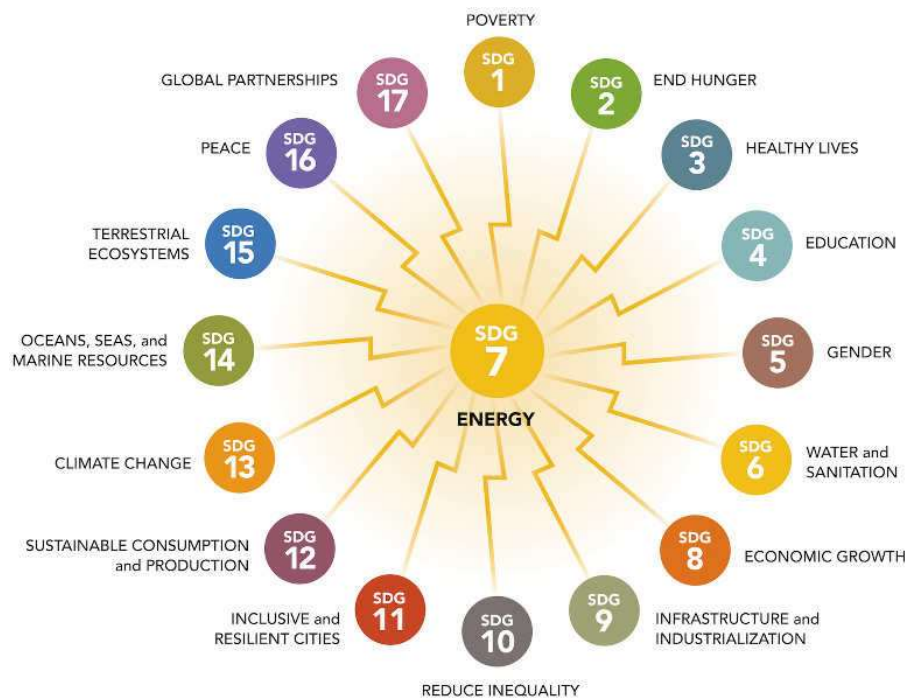 POVERTY
SDG
1
SDG
2
END HUNGER
SDG
3
HEALTHY LIVES
SDG
4
EDUCATION
SDG
5
GENDER
SDG
6
WATER and
SANITATION
SDG
8
ECONOMIC GROWTH
SDG
9
INFRASTRUCTURE and
INDUSTRIALIZATION
SDG
10
REDUCE INEQUALITY
SDG
11
INCLUSIVE and
RESILIENT CITIES
SDG
12
SUSTAINABLE CONSUMPTION
and PRODUCTION
SDG
13
CLIMATE CHANGE
SDG
14
OCEANS, SEAS, and
MARINE RESOURCES
SDG
15
TERRESTRIAL
ECOSYSTEMS
SDG
16
PEACE
SDG
17
GLOBAL PARTNERSHIPS
SDG
7
ENERGY